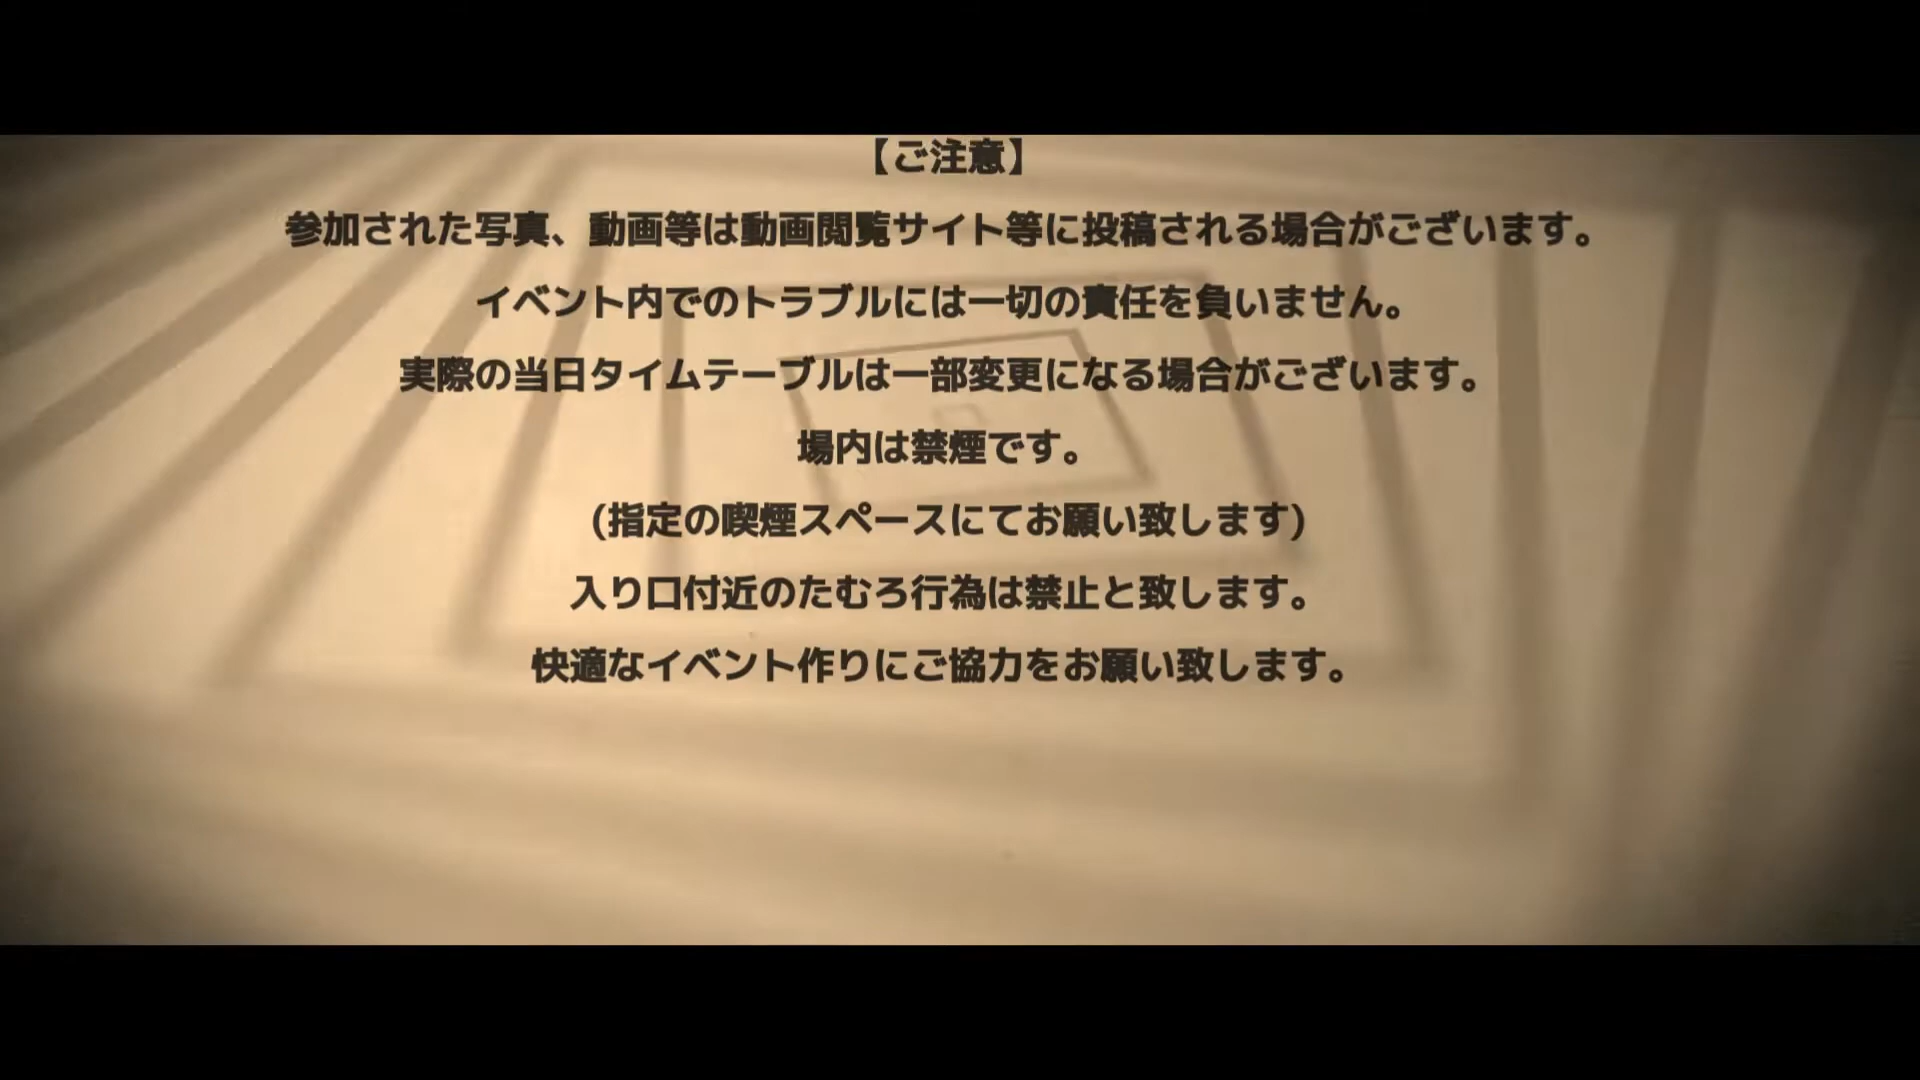 【ご注意】
参加された写真、動画等は動画閲覧サイト等に投稿される場合がございます。
イベント内でのトラブルには一切の責任を負いません。
実際の当日タイムテーブルは一部変更になる場合がございます。
場内は禁煙です。
(指定の喫煙スペースにてお願い致します)
入り口付近のたむろ行為は禁止と致します。
快適なイベント作りにご協力をお願い致します。